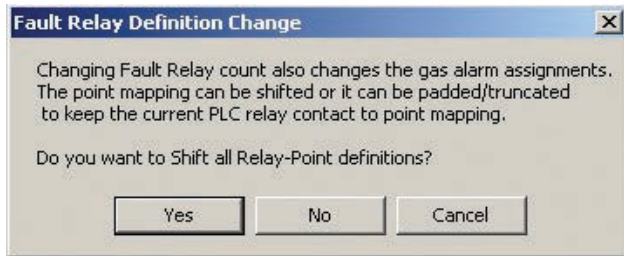 Fault Relay Definition Change
Changing Fault Relay count also changes the gas alarm assignments.
The point mapping can be shifted or it can be padded/truncated
to keep the current PLC relay contact to point mapping.
Do you want to Shift all Relay-Point definitions?
Yes No Cancel